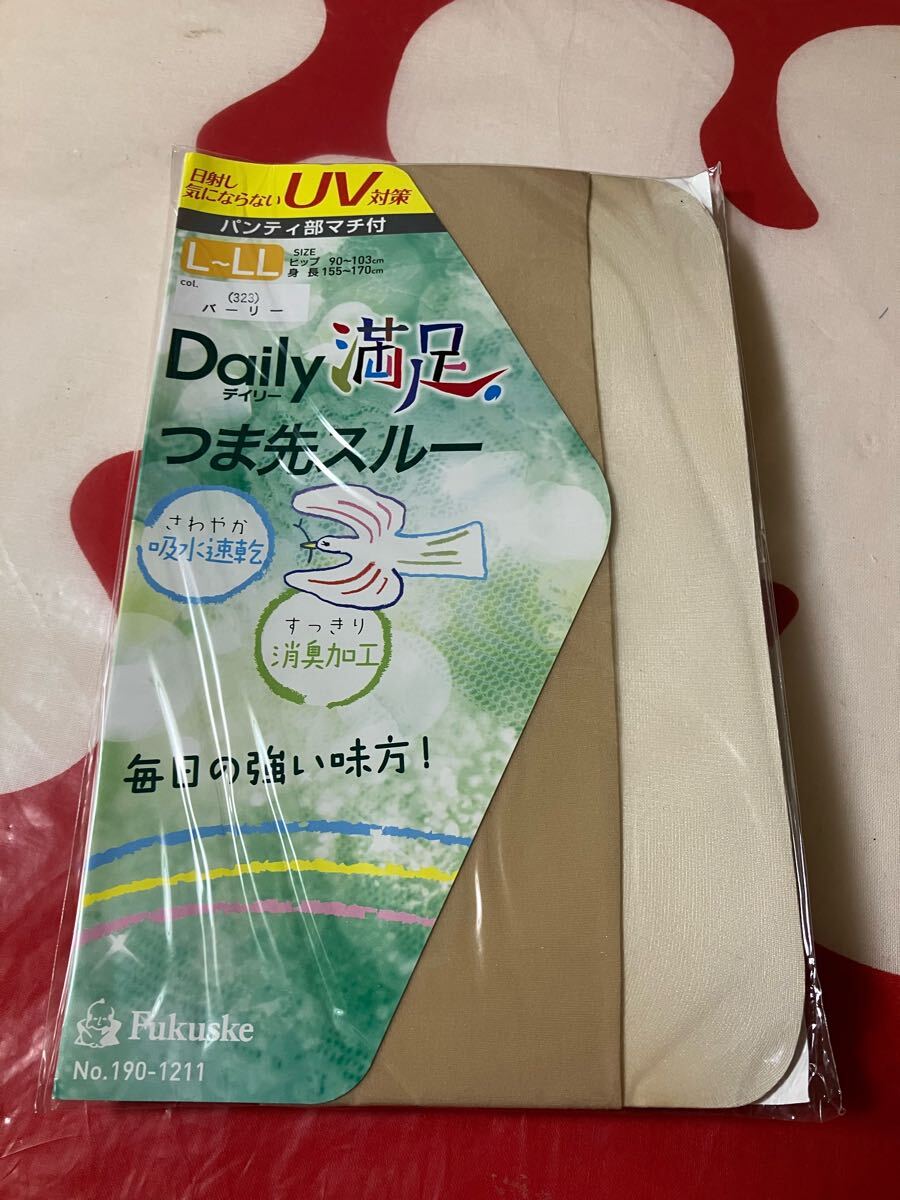 日射し
気にならない UV対策
パンティ部マチ付
L~LL
SIZE
ヒップ 90~103cm
身長 155~170cm
col.
(323)
バーリー
Daily 満足
デイリー
つま先スルー
さわやか
吸水速乾
すっきり
消臭加工
毎日の強い味方!
Fukuske
No.190-1211